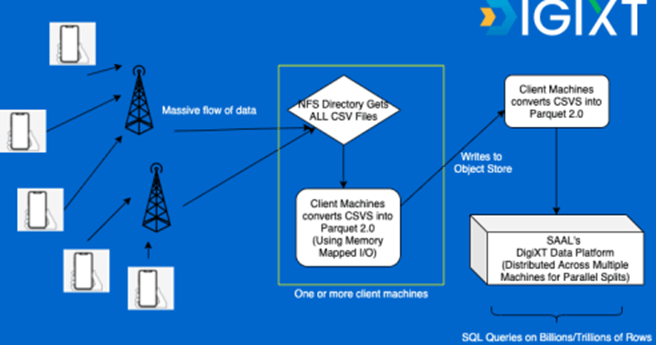 DIGIXT
Massive flow of data
NFS Directory Gets
ALL CSV Files
Client Machines
converts CSVS into
Parquet 2.0
(Using Memory
Mapped I/O)
One or more client machines
Writes to
Object Store
Client Machines
converts CSVS into
Parquet 2.0
SAAL's
DigiXT Data Platform
(Distributed Across Multiple
Machines for Parallel Splits)
SQL Queries on Billions/Trillions of Rows